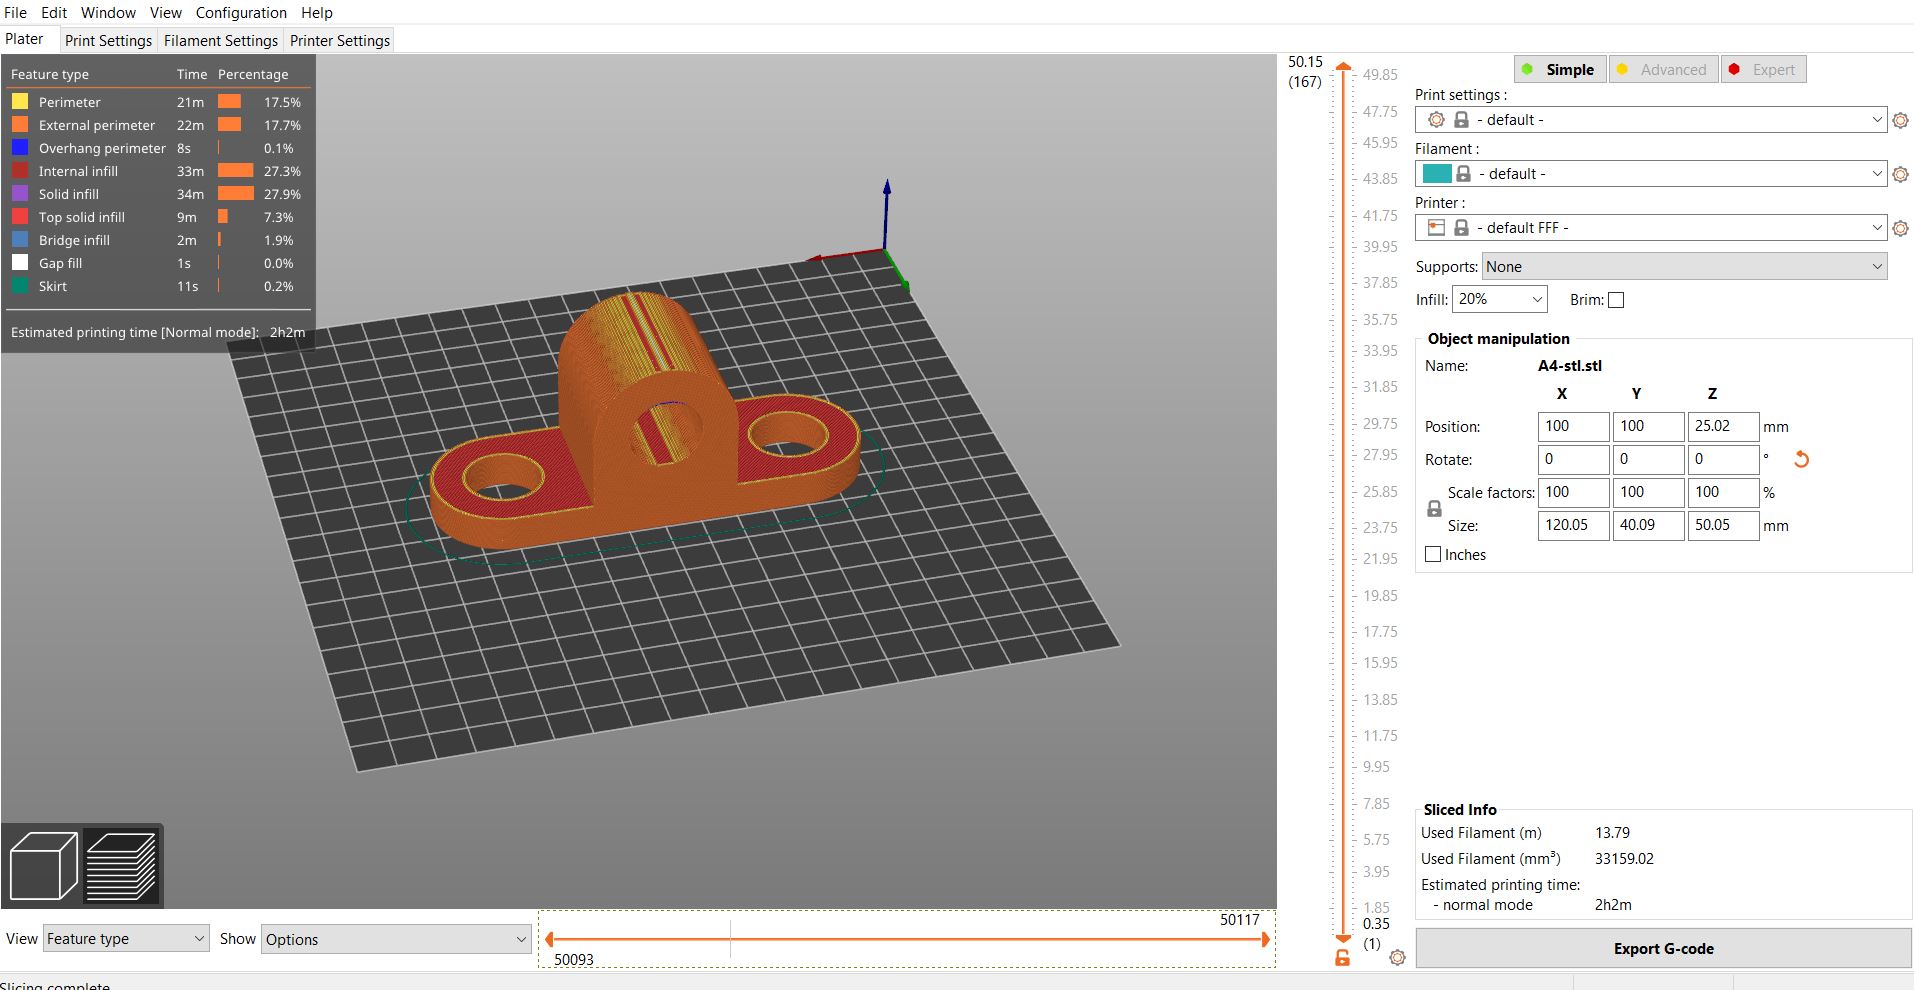 File Edit Window View Configuration Help
Plater Print Settings Filament Settings Printer Settings
Feature type Time Percentage
Perimeter 21m 17.5%
External perimeter 22m 17.7%
Overhang perimeter 8s 0.1%
Internal infill 33m 27.3%
Solid infill 34m 27.9%
Top solid infill 9m 7.3%
Bridge infill 2m 1.9%
Gap fill 1s 0.0%
Skirt 11s 0.2%
Estimated printing time [Normal mode]: 2h2m
50.15
(167)
49.85
47.75
45.95
43.85
41.75
39.95
37.85
35.75
33.95
31.85
29.75
27.95
25.85
23.75
21.95
19.85
17.75
15.95
13.85
11.75
9.95
7.85
5.75
3.95
1.85
0.35
(1)
Simple Advanced Expert
Print settings :
- default -
Filament :
- default -
Printer :
- default FFF -
Supports: None
Infill: 20% Brim:
Object manipulation
Name: A4-stl.stl
X Y Z
Position: 100 100 25.02 mm
Rotate: 0 0 0 °
Scale factors: 100 100 100 %
Size: 120.05 40.09 50.05 mm
Inches
Sliced Info
Used Filament (m) 13.79
Used Filament (mm³) 33159.02
Estimated printing time:
- normal mode 2h2m
Export G-code
View Feature type Show Options
50117
50093
Slicing complete